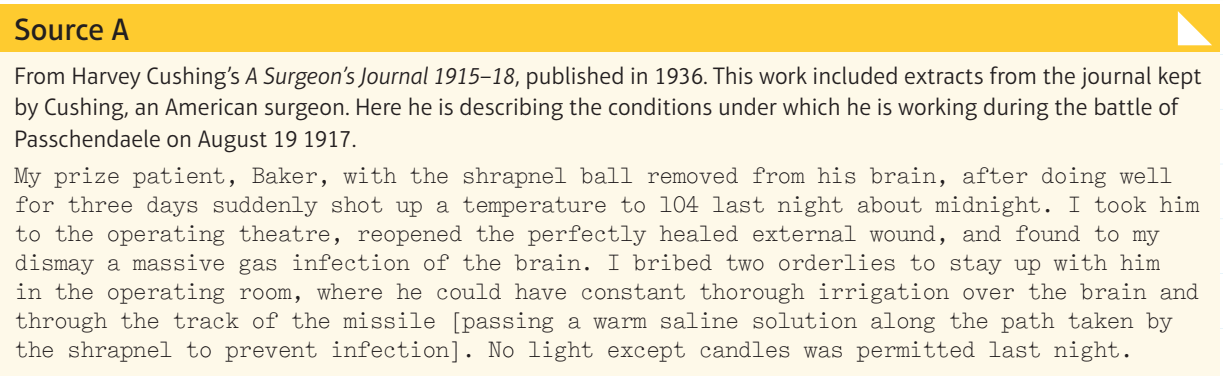 Source A
From Harvey Cushing's A Surgeon's Journal 1915–18, published in 1936. This work included extracts from the journal kept
by Cushing, an American surgeon. Here he is describing the conditions under which he is working during the battle of
Passchendaele on August 19 1917.
My prize patient, Baker, with the shrapnel ball removed from his brain, after doing well
for three days suddenly shot up a temperature to 104 last night about midnight. I took him
to the operating theatre, reopened the perfectly healed external wound, and found to my
dismay a massive gas infection of the brain. I bribed two orderlies to stay up with him
in the operating room, where he could have constant thorough irrigation over the brain and
through the track of the missile [passing a warm saline solution along the path taken by
the shrapnel to prevent infection]. No light except candles was permitted last night.